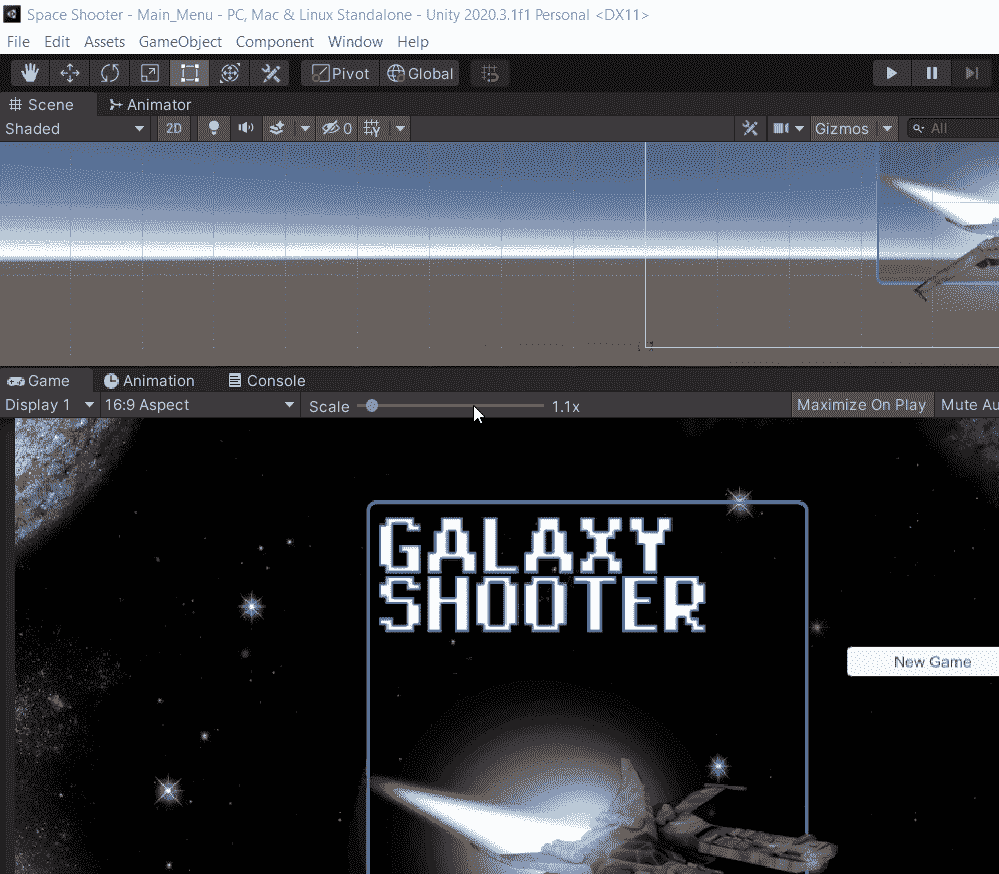 Space Shooter - Main_Menu - PC, Mac & Linux Standalone - Unity 2020.3.1f1 Personal <DX11>
File Edit Assets GameObject Component Window Help
Pivot Global
Scene Animator
Shaded 2D 0 Gizmos All
Game Animation Console
Display 1 16:9 Aspect Scale 1.1x Maximize On Play Mute Au
GALAXY
SHOOTER
New Game